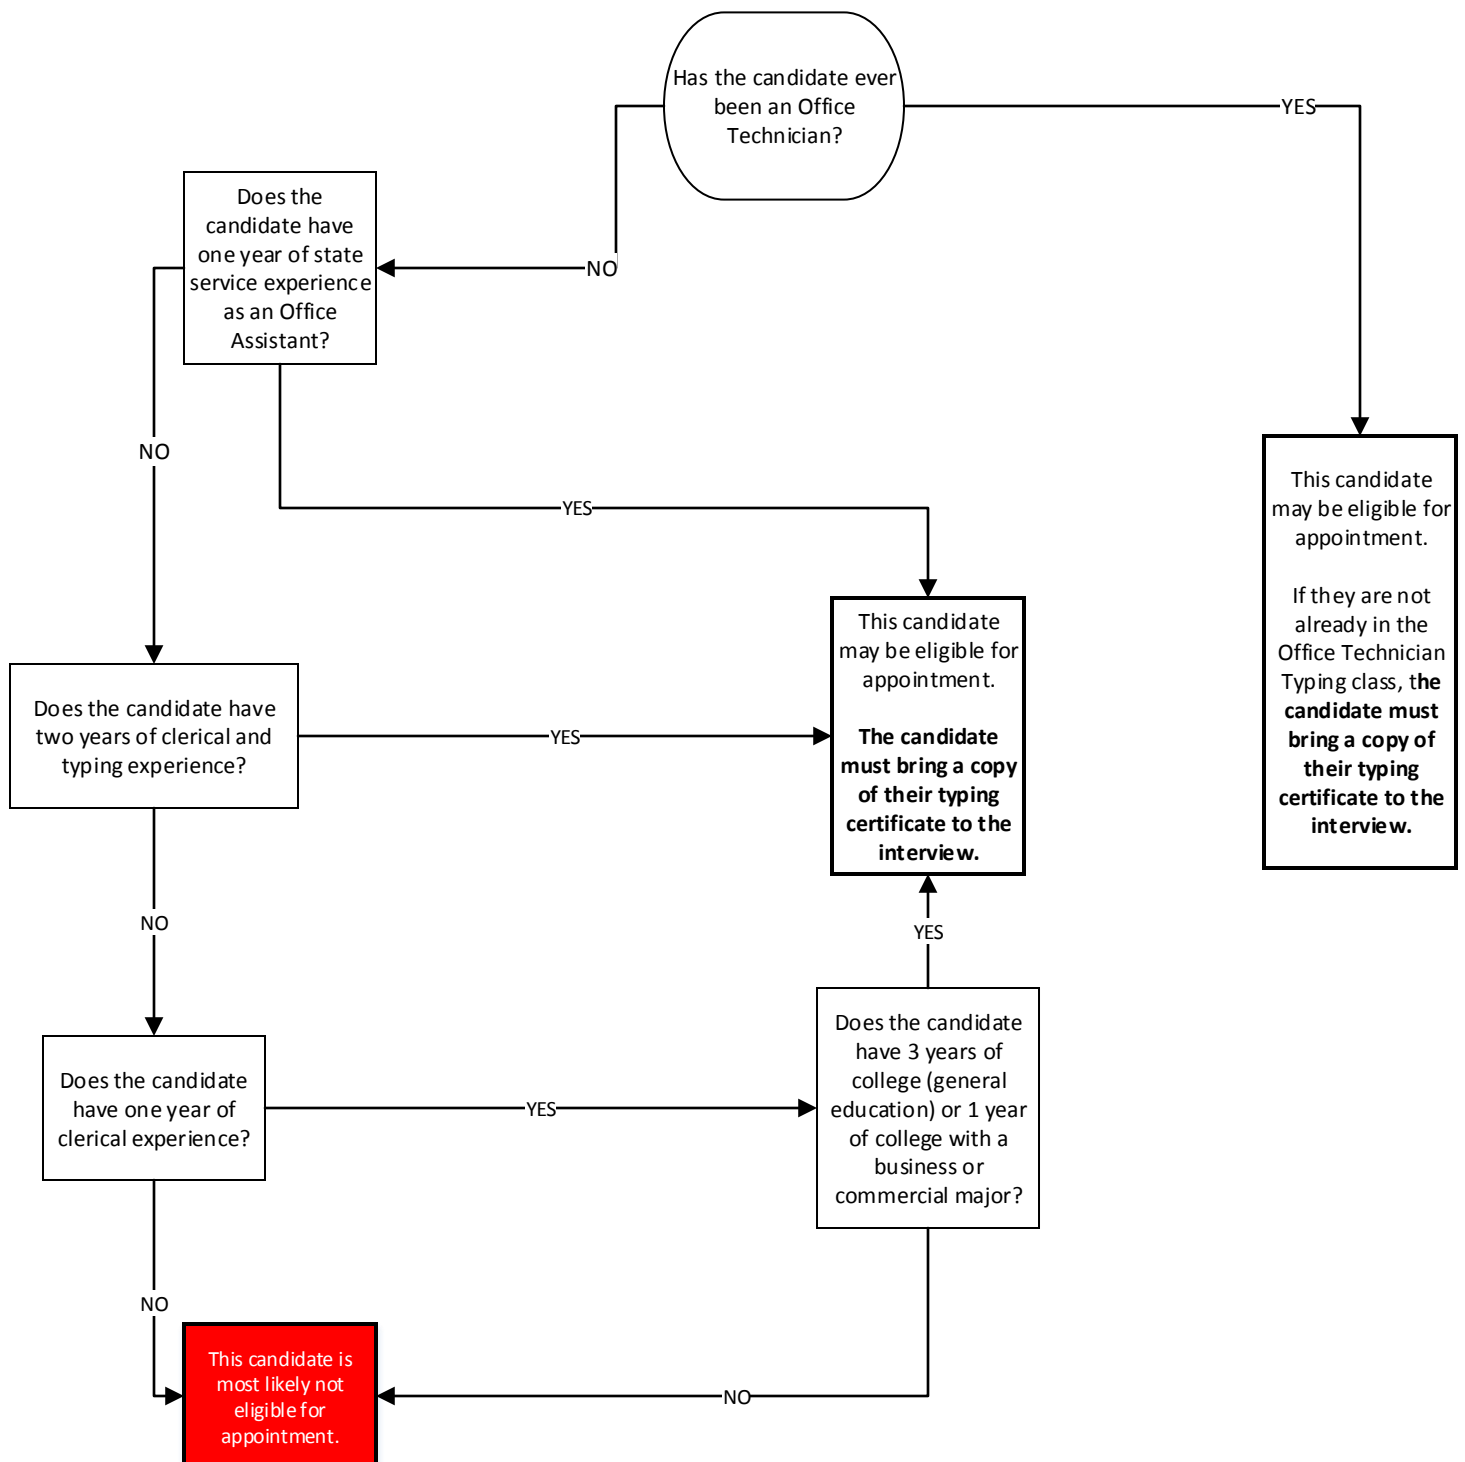 Has the candidate ever
been an Office
Technician?
YES
NO
Does the
candidate have
one year of state
service experience
as an Office
Assistant?
NO
YES
This candidate
may be eligible for
appointment.
If they are not
already in the
Office Technician
Typing class, the
candidate must
bring a copy of
their typing
certificate to the
interview.
This candidate
may be eligible for
appointment.
The candidate
must bring a copy
of their typing
certificate to the
interview.
Does the candidate have
two years of clerical and
typing experience?
YES
NO
YES
Does the candidate
have one year of
clerical experience?
YES
Does the candidate
have 3 years of
college (general
education) or 1 year
of college with a
business or
commercial major?
NO
NO
This candidate is
most likely not
eligible for
appointment.